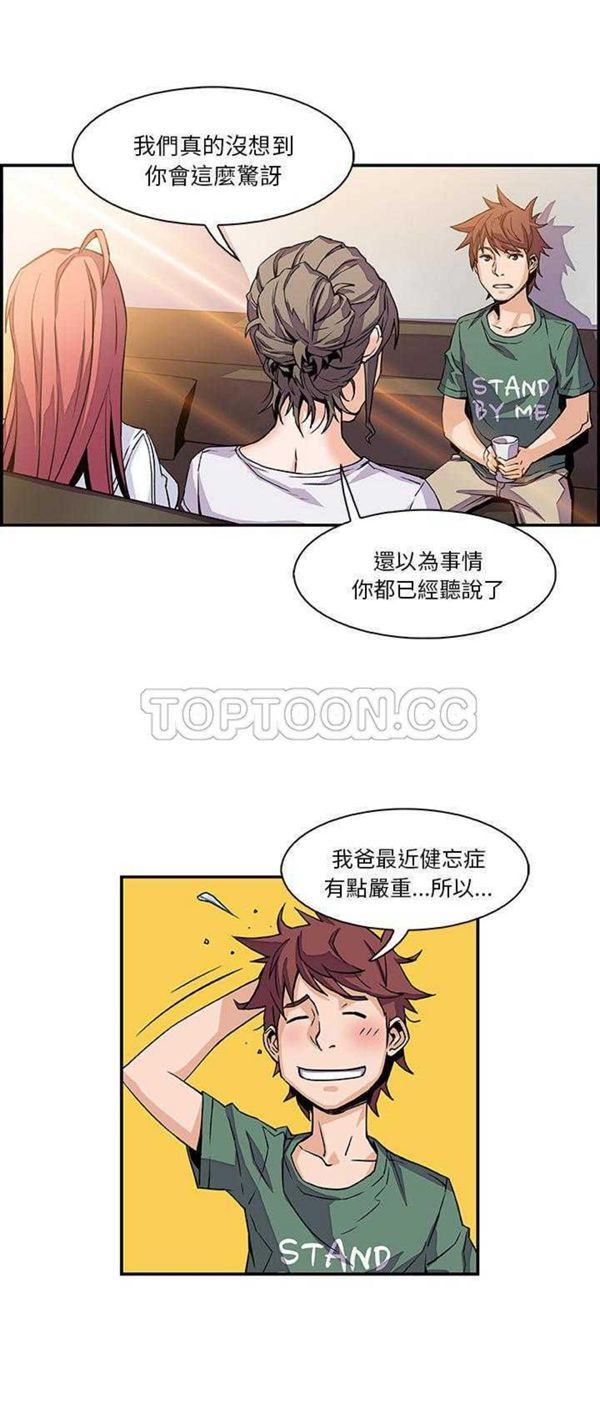 我們真的沒想到
你會這麼驚訝
STAND
BY ME
還以為事情
你都已經聽說了
TOPTOON.CC
我爸最近健忘症
有點嚴重...所以...
STAND